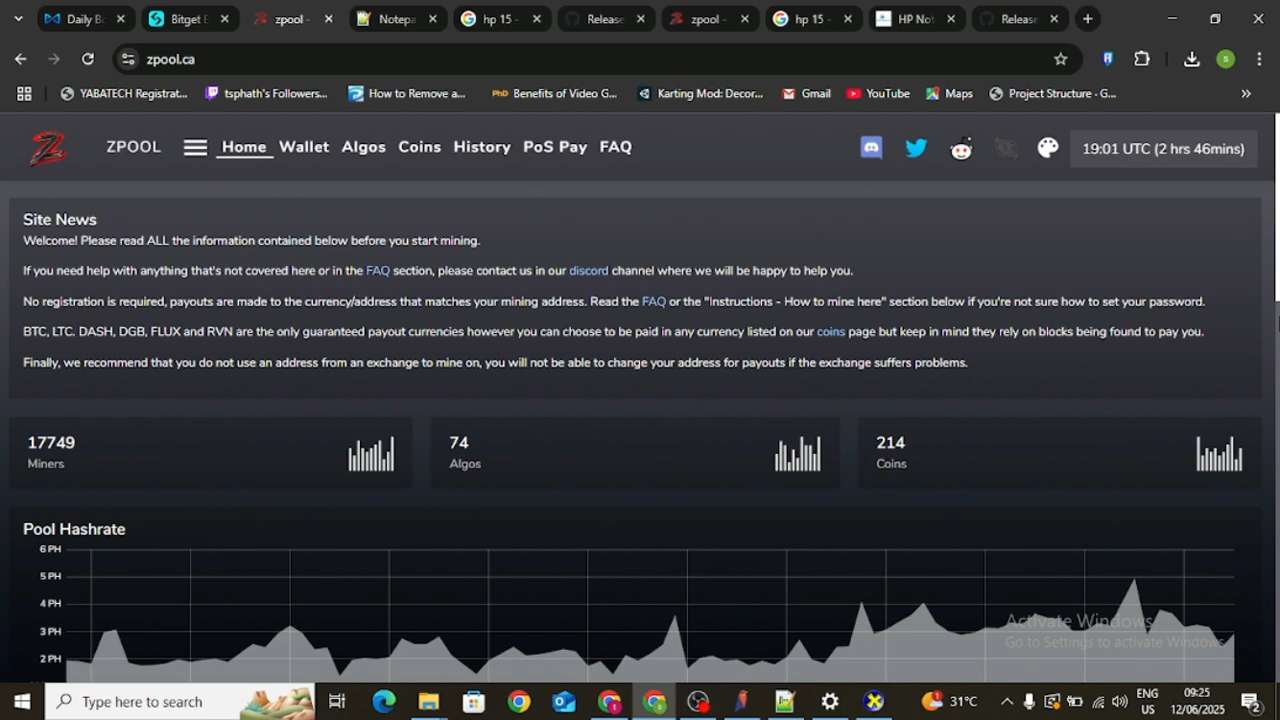 Daily Bo
Bitget E
zpool -
Notepa
hp 15 -
Release
zpool -
hp 15 -
HP Not
Release
zpool.ca
S
YABATECH Registrat...
tsphath's Followers...
How to Remove a...
PhD Benefits of Video G...
Karting Mod: Decor...
Gmail
YouTube
Maps
Project Structure - G...
ZPOOL
Home
Wallet
Algos
Coins
History
PoS Pay
FAQ
19:01 UTC (2 hrs 46mins)
Site News
Welcome! Please read ALL the information contained below before you start mining.
If you need help with anything that's not covered here or in the FAQ section, please contact us in our discord channel where we will be happy to help you.
No registration is required, payouts are made to the currency/address that matches your mining address. Read the FAQ or the "Instructions - How to mine here" section below if you're not sure how to set your password.
BTC, LTC. DASH, DGB, FLUX and RVN are the only guaranteed payout currencies however you can choose to be paid in any currency listed on our coins page but keep in mind they rely on blocks being found to pay you.
Finally, we recommend that you do not use an address from an exchange to mine on, you will not be able to change your address for payouts if the exchange suffers problems.
17749
Miners
74
Algos
214
Coins
Pool Hashrate
6 PH
5 PH
4 PH
3 PH
2 PH
Activate Windows
Go to Settings to activate Windows.
Type here to search
31°C
ENG
US
09:25
12/06/2025
2